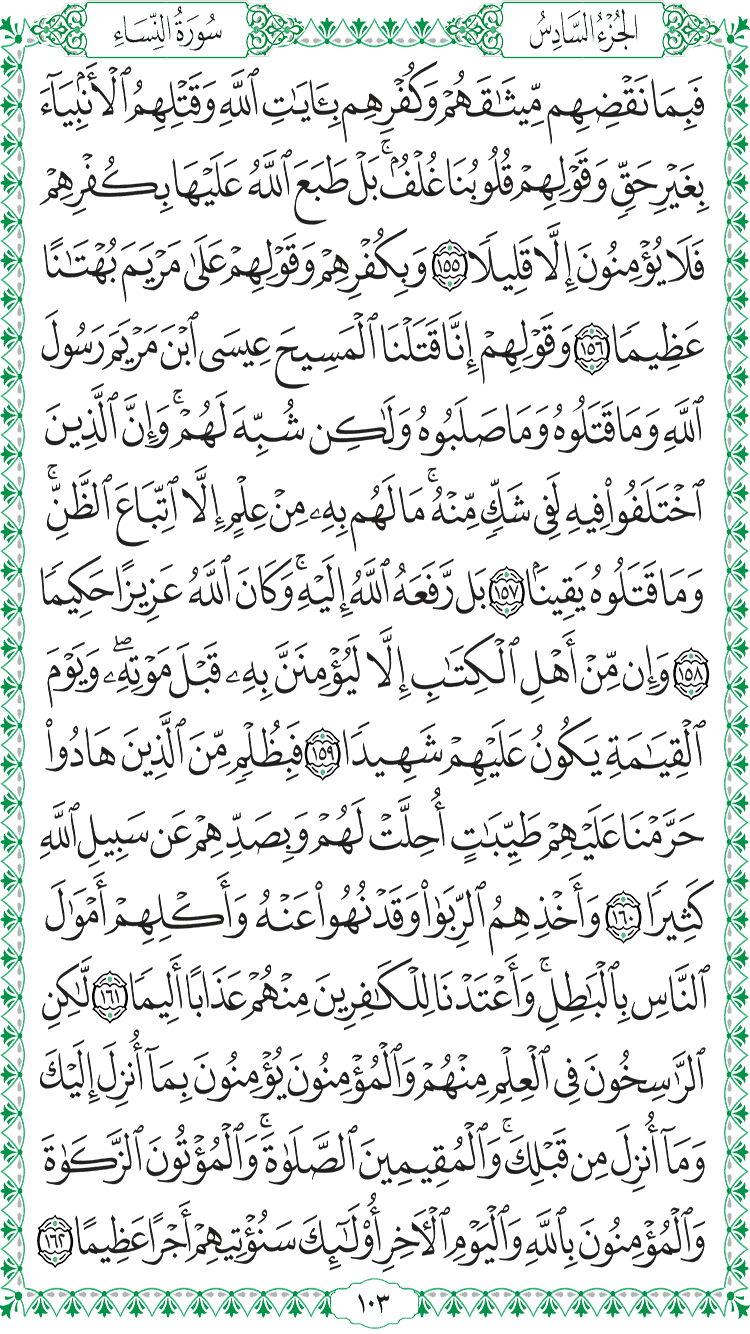 الجُزْءُ السَّادِسُ
سُورَةُ النِّسَاءِ
فَبِمَا نَقۡضِهِم مِّيثَٰقَهُمۡ وَكُفۡرِهِم بِـَٔايَٰتِ ٱللَّهِ وَقَتۡلِهِمُ ٱلۡأَنۢبِيَآءَ
بِغَيۡرِ حَقّٖ وَقَوۡلِهِمۡ قُلُوبُنَا غُلۡفُۢۚ بَلۡ طَبَعَ ٱللَّهُ عَلَيۡهَا بِكُفۡرِهِمۡ
فَلَا يُؤۡمِنُونَ إِلَّا قَلِيلٗا ١٥٥ وَبِكُفۡرِهِمۡ وَقَوۡلِهِمۡ عَلَىٰ مَرۡيَمَ بُهۡتَٰنًا
عَظِيمٗا ١٥٦ وَقَوۡلِهِمۡ إِنَّا قَتَلۡنَا ٱلۡمَسِيحَ عِيسَى ٱبۡنَ مَرۡيَمَ رَسُولَ
ٱللَّهِ وَمَا قَتَلُوهُ وَمَا صَلَبُوهُ وَلَٰكِن شُبِّهَ لَهُمۡۚ وَإِنَّ ٱلَّذِينَ
ٱخۡتَلَفُواْ فِيهِ لَفِي شَكّٖ مِّنۡهُۚ مَا لَهُم بِهِۦ مِنۡ عِلۡمٍ إِلَّا ٱتِّبَاعَ ٱلظَّنِّۚ
وَمَا قَتَلُوهُ يَقِينَۢا ١٥٧ بَل رَّفَعَهُ ٱللَّهُ إِلَيۡهِۚ وَكَانَ ٱللَّهُ عَزِيزًا حَكِيمٗا
١٥٨ وَإِن مِّنۡ أَهۡلِ ٱلۡكِتَٰبِ إِلَّا لَيُؤۡمِنَنَّ بِهِۦ قَبۡلَ مَوۡتِهِۦۖ وَيَوۡمَ
ٱلۡقِيَٰمَةِ يَكُونُ عَلَيۡهِمۡ شَهِيدٗا ١٥٩ فَبِظُلۡمٖ مِّنَ ٱلَّذِينَ هَادُواْ
حَرَّمۡنَا عَلَيۡهِمۡ طَيِّبَٰتٍ أُحِلَّتۡ لَهُمۡ وَبِصَدِّهِمۡ عَن سَبِيلِ ٱللَّهِ
كَثِيرٗا ١٦٠ وَأَخۡذِهِمُ ٱلرِّبَوٰاْ وَقَدۡ نُهُواْ عَنۡهُ وَأَكۡلِهِمۡ أَمۡوَٰلَ
ٱلنَّاسِ بِٱلۡبَٰطِلِۚ وَأَعۡتَدۡنَا لِلۡكَٰفِرِينَ مِنۡهُمۡ عَذَابًا أَلِيمٗا ١٦١ لَّٰكِنِ
ٱلرَّٰسِخُونَ فِي ٱلۡعِلۡمِ مِنۡهُمۡ وَٱلۡمُؤۡمِنُونَ يُؤۡمِنُونَ بِمَآ أُنزِلَ إِلَيۡكَ
وَمَآ أُنزِلَ مِن قَبۡلِكَۚ وَٱلۡمُقِيمِينَ ٱلصَّلَوٰةَۚ وَٱلۡمُؤۡتُونَ ٱلزَّكَوٰةَ
وَٱلۡمُؤۡمِنُونَ بِٱللَّهِ وَٱلۡيَوۡمِ ٱلۡأٓخِرِ أُوْلَٰٓئِكَ سَنُؤۡتِيهِمۡ أَجۡرًا عَظِيمًا ١٦٢
١٠٣